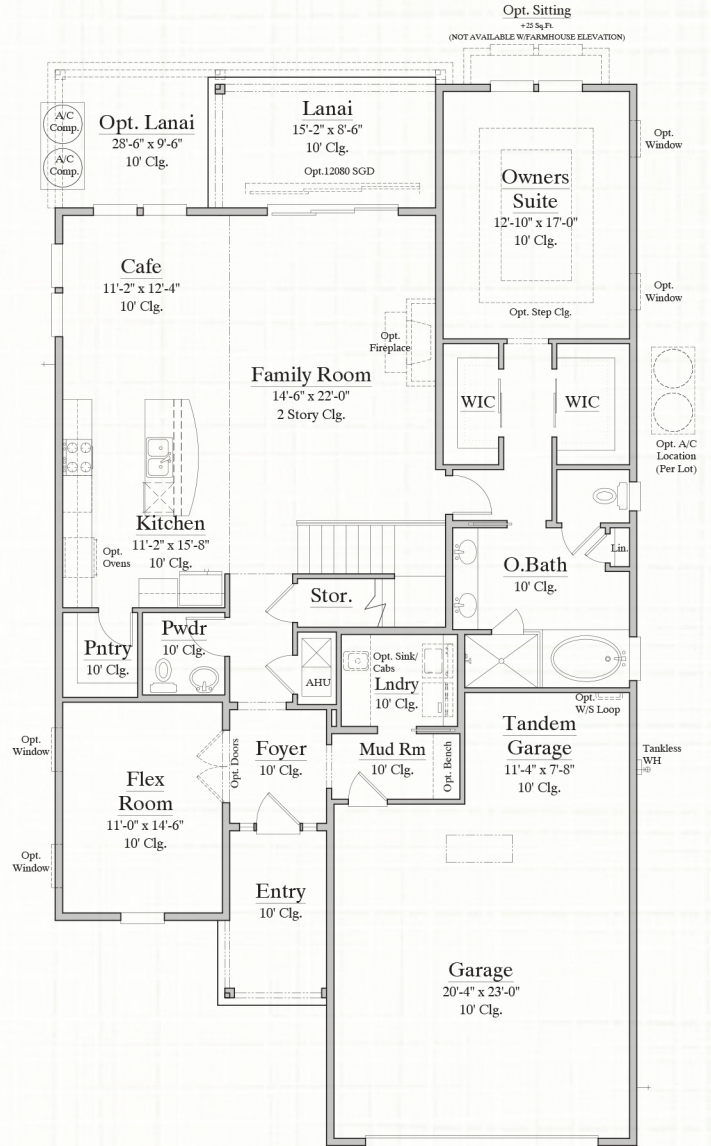 Opt. Sitting
+25 Sq.Ft.
(NOT AVAILABLE W/FARMHOUSE ELEVATION)
A/C
Comp.
A/C
Comp.
Opt. Lanai
28'-6" x 9'-6"
10' Clg.
Lanai
15'-2" x 8'-6"
10' Clg.
Opt.12080 SGD
Opt.
Window
Owners
Suite
12'-10" x 17'-0"
10' Clg.
Opt. Step Clg.
Opt.
Window
Cafe
11'-2" x 12'-4"
10' Clg.
Opt.
Fireplace
Family Room
14'-6" x 22'-0"
2 Story Clg.
WIC
WIC
Opt. A/C
Location
(Per Lot)
Kitchen
11'-2" x 15'-8"
10' Clg.
Opt.
Ovens
Lin.
O.Bath
10' Clg.
Stor.
Pntry
10' Clg.
Pwdr
10' Clg.
AHU
Opt. Sink/
Cabs
Lndry
10' Clg.
Opt.
W/S Loop
Tandem
Garage
11'-4" x 7'-8"
10' Clg.
Tankless
WH
Opt.
Window
Opt. Doors
Foyer
10' Clg.
Mud Rm
10' Clg.
Opt. Bench
Flex
Room
11'-0" x 14'-6"
10' Clg.
Opt.
Window
Entry
10' Clg.
Garage
20'-4" x 23'-0"
10' Clg.